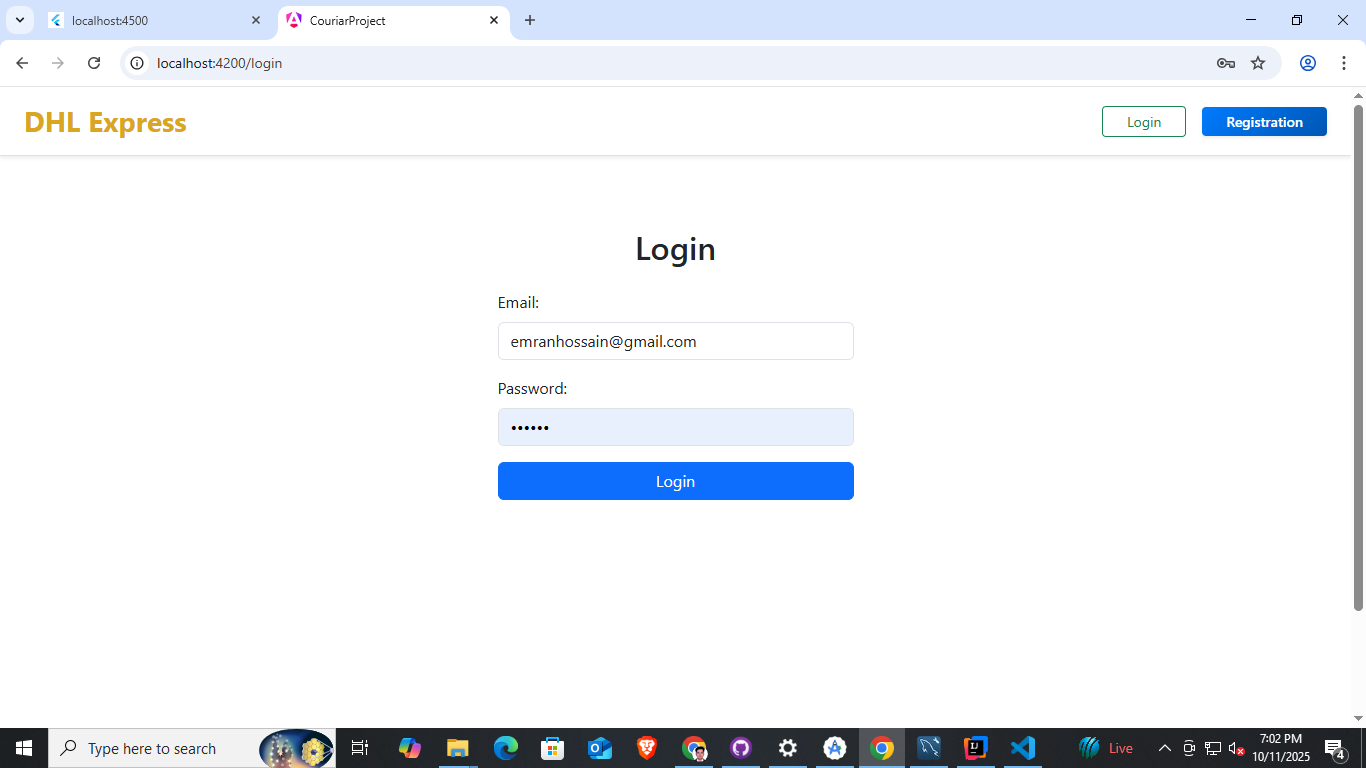 localhost:4500
CouriarProject
localhost:4200/login
DHL Express
Login
Registration
Login
Email:
emranhossain@gmail.com
Password:
••••••
Login
Type here to search
Live
7:02 PM
10/11/2025
4